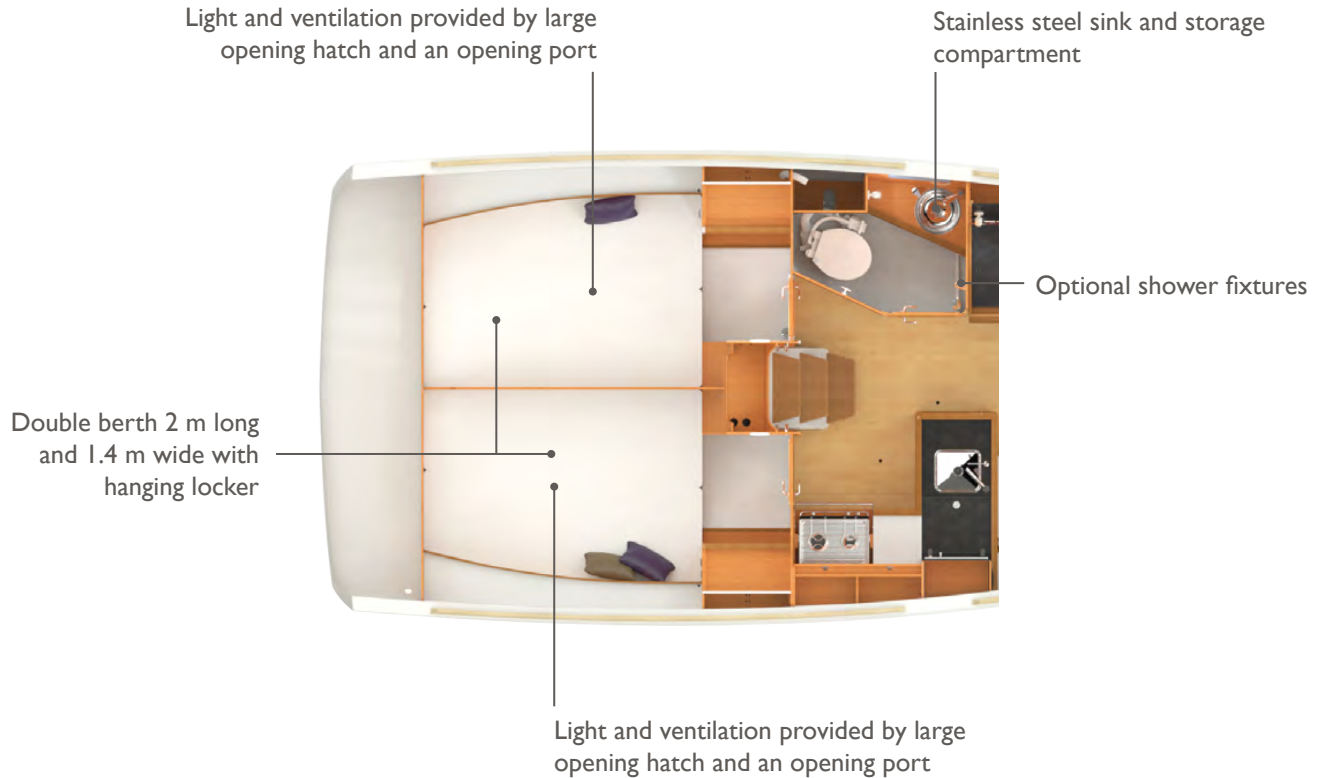 Light and ventilation provided by large
opening hatch and an opening port
Stainless steel sink and storage
compartment
Optional shower fixtures
Double berth 2 m long
and 1.4 m wide with
hanging locker
Light and ventilation provided by large
opening hatch and an opening port